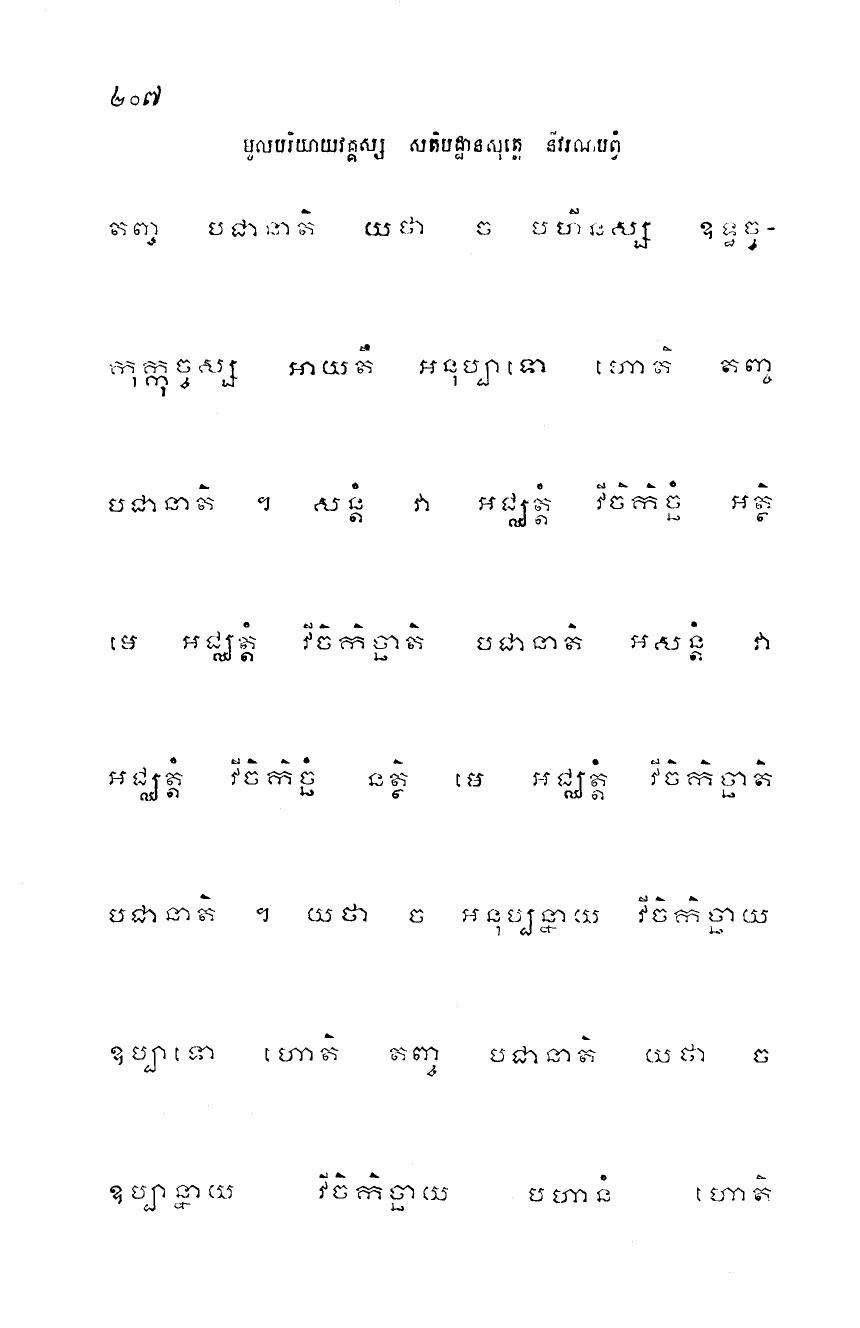 ៤០៧
មូលបរិយាយវគ្គស្ស សតិបដ្ឋានសុត្តេ នីវរណបព្វំ
តញ្ច បជានាតិ យថា ច បហីនស្ស ឧទ្ធច្ច-
កុក្កុច្ចស្ស អាយតឹ អនុប្បាទោ ហោតិ តញ្ច
បជានាតិ ។ សន្តំ វា អជ្ឈត្តំ វិចិកិច្ឆំ អត្ថិ
មេ អជ្ឈត្តំ វិចិកិច្ឆាតិ បជានាតិ អសន្តំ វា
អជ្ឈត្តំ វិចិកិច្ឆំ នត្ថិ មេ អជ្ឈត្តំ វិចិកិច្ឆាតិ
បជានាតិ ។ យថា ច អនុប្បន្នាយ វិចិកិច្ឆាយ
ឧប្បាទោ ហោតិ តញ្ច បជានាតិ យថា ច
ឧប្បាន្នាយ វិចិកិច្ឆាយ បហានំ ហោតិ